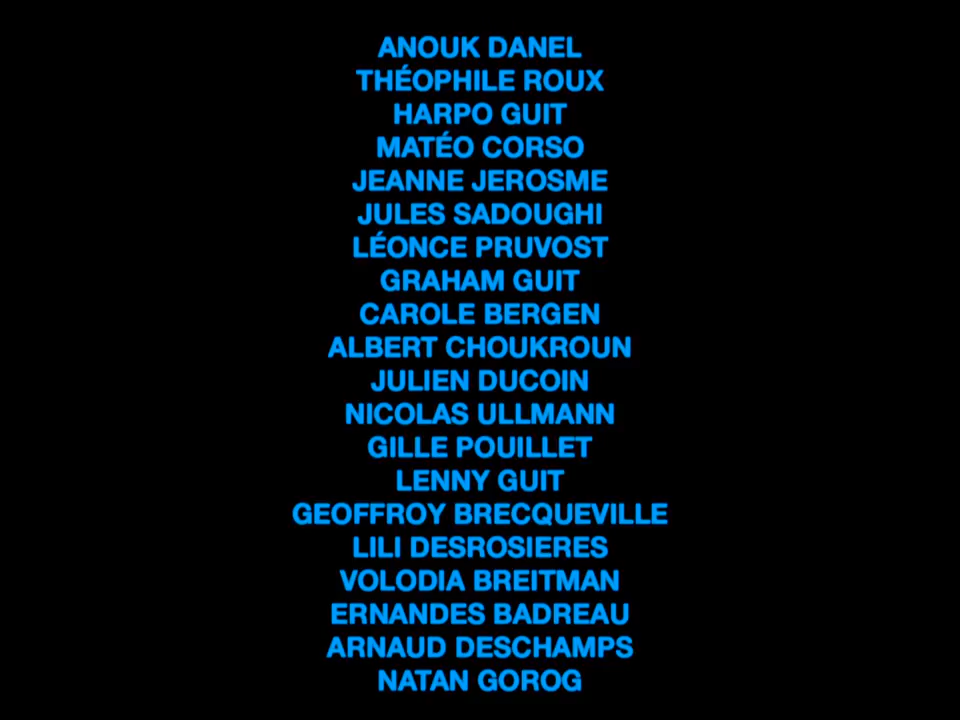 ANOUK DANEL
THÉOPHILE ROUX
HARPO GUIT
MATÉO CORSO
JEANNE JEROSME
JULES SADOUGHI
LÉONCE PRUVOST
GRAHAM GUIT
CAROLE BERGEN
ALBERT CHOUKROUN
JULIEN DUCOIN
NICOLAS ULLMANN
GILLE POUILLET
LENNY GUIT
GEOFFROY BRECQUEVILLE
LILI DESROSIERES
VOLODIA BREITMAN
ERNANDES BADREAU
ARNAUD DESCHAMPS
NATAN GOROG